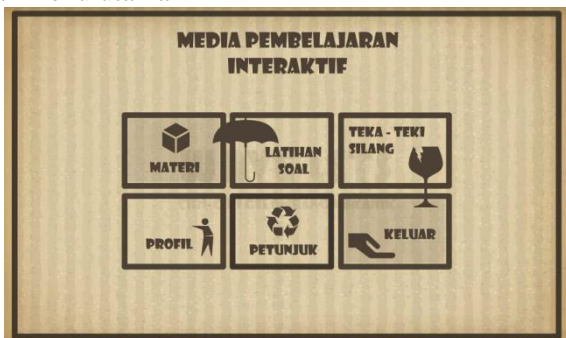 MEDIA PEMBELAJARAN
INTERAKTIF
MATERI
LATIHAN
SOAL
TEKA - TEKI
SILANG
PROFIL
PETUNJUK
KELUAR